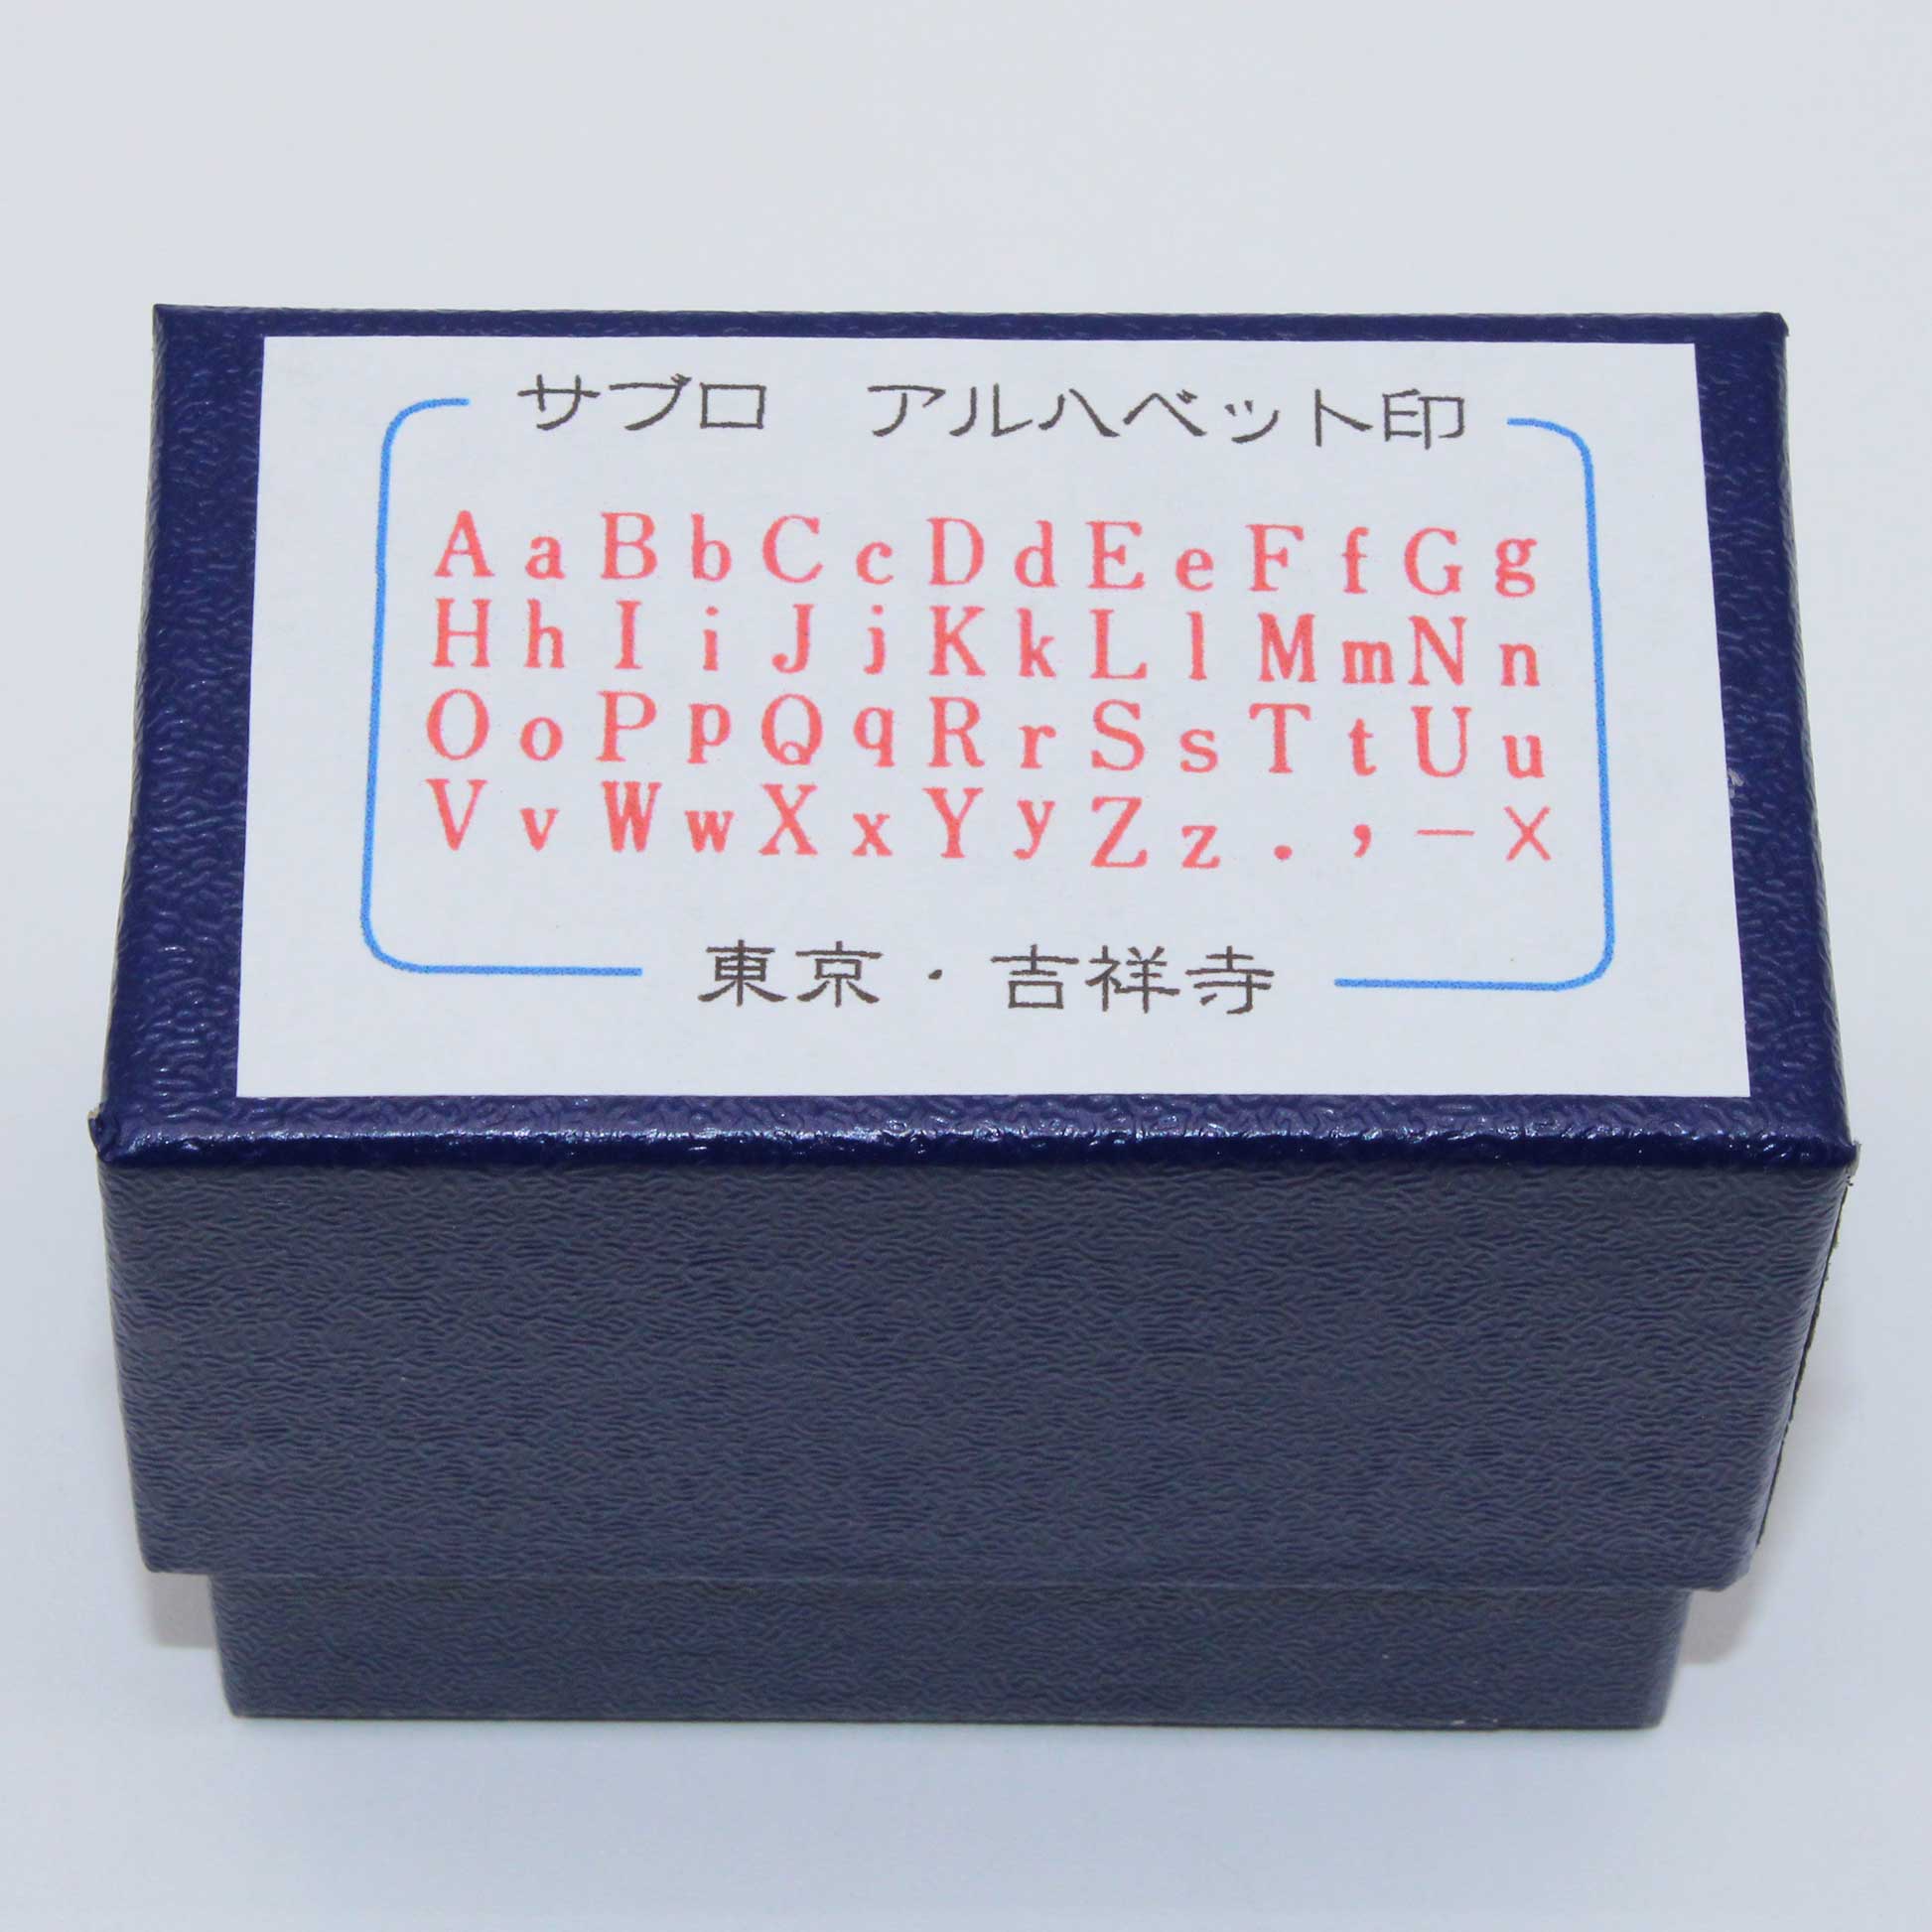 サブロ　アルハベット印
A a B b C c D d E e F f G g
H h I i J j K k L l M m N n
O o P p Q q R r S s T t U u
V v W w X x Y y Z z . , — ×
東京・吉祥寺